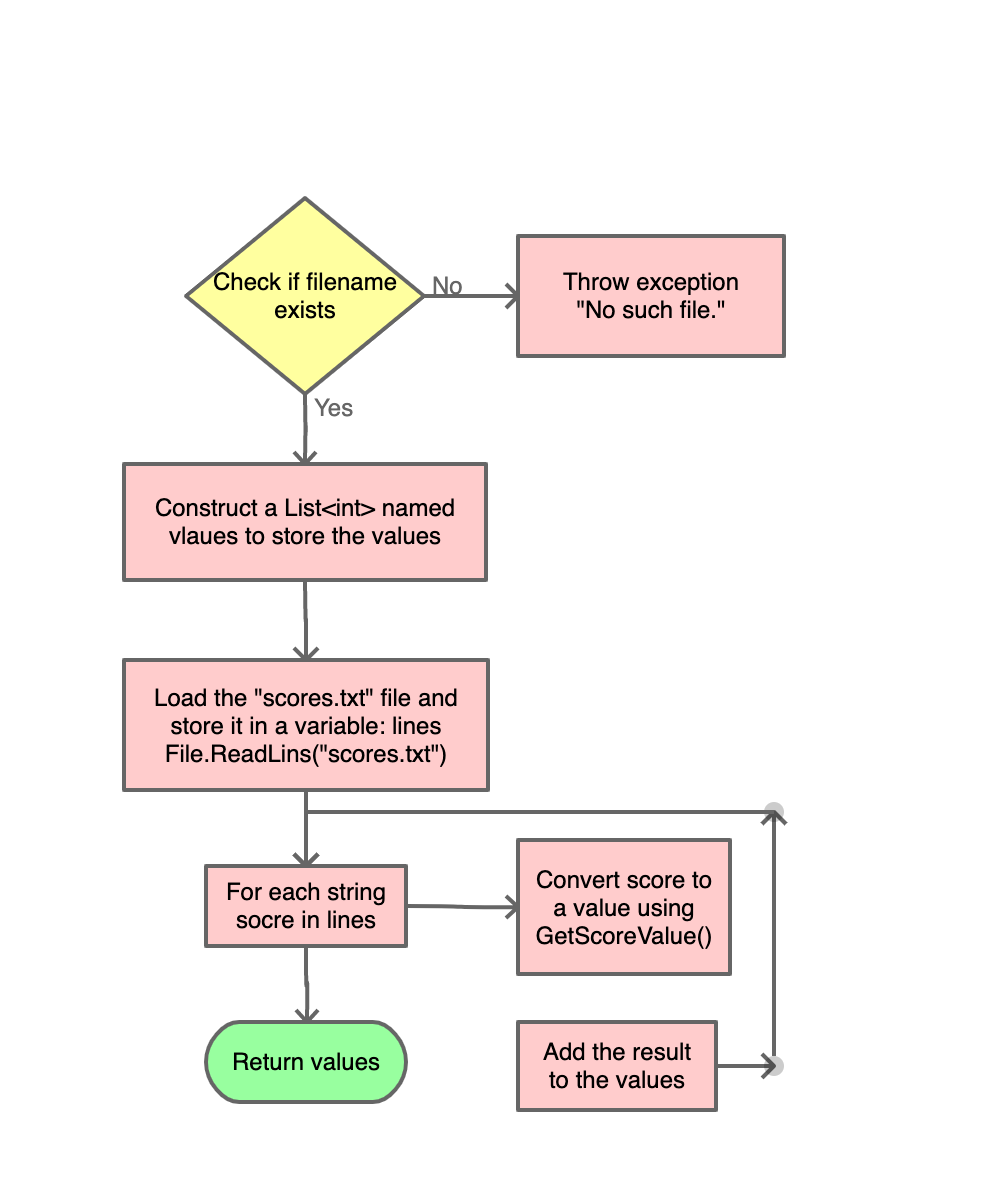 Check if filename
exists
No
Throw exception
"No such file."
Yes
Construct a List<int> named
vlaues to store the values
Load the "scores.txt" file and
store it in a variable: lines
File.ReadLins("scores.txt")
For each string
socre in lines
Convert score to
a value using
GetScoreValue()
Return values
Add the result
to the values